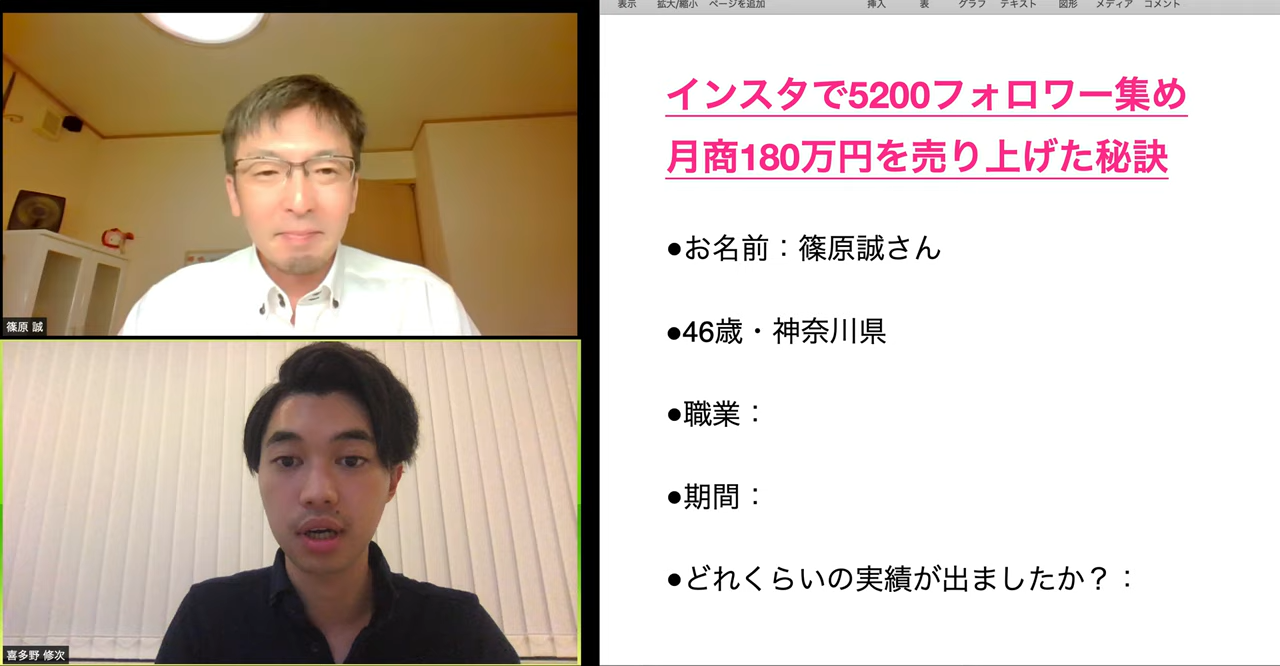 表示 拡大/縮小 ページを追加 挿入 表 グラフ テキスト 図形 メディア コメント
インスタで5200フォロワー集め
月商180万円を売り上げた秘訣
●お名前：篠原誠さん
●46歳・神奈川県
●職業：
●期間：
●どれくらいの実績が出ましたか？：
篠原 誠
喜多野 修次